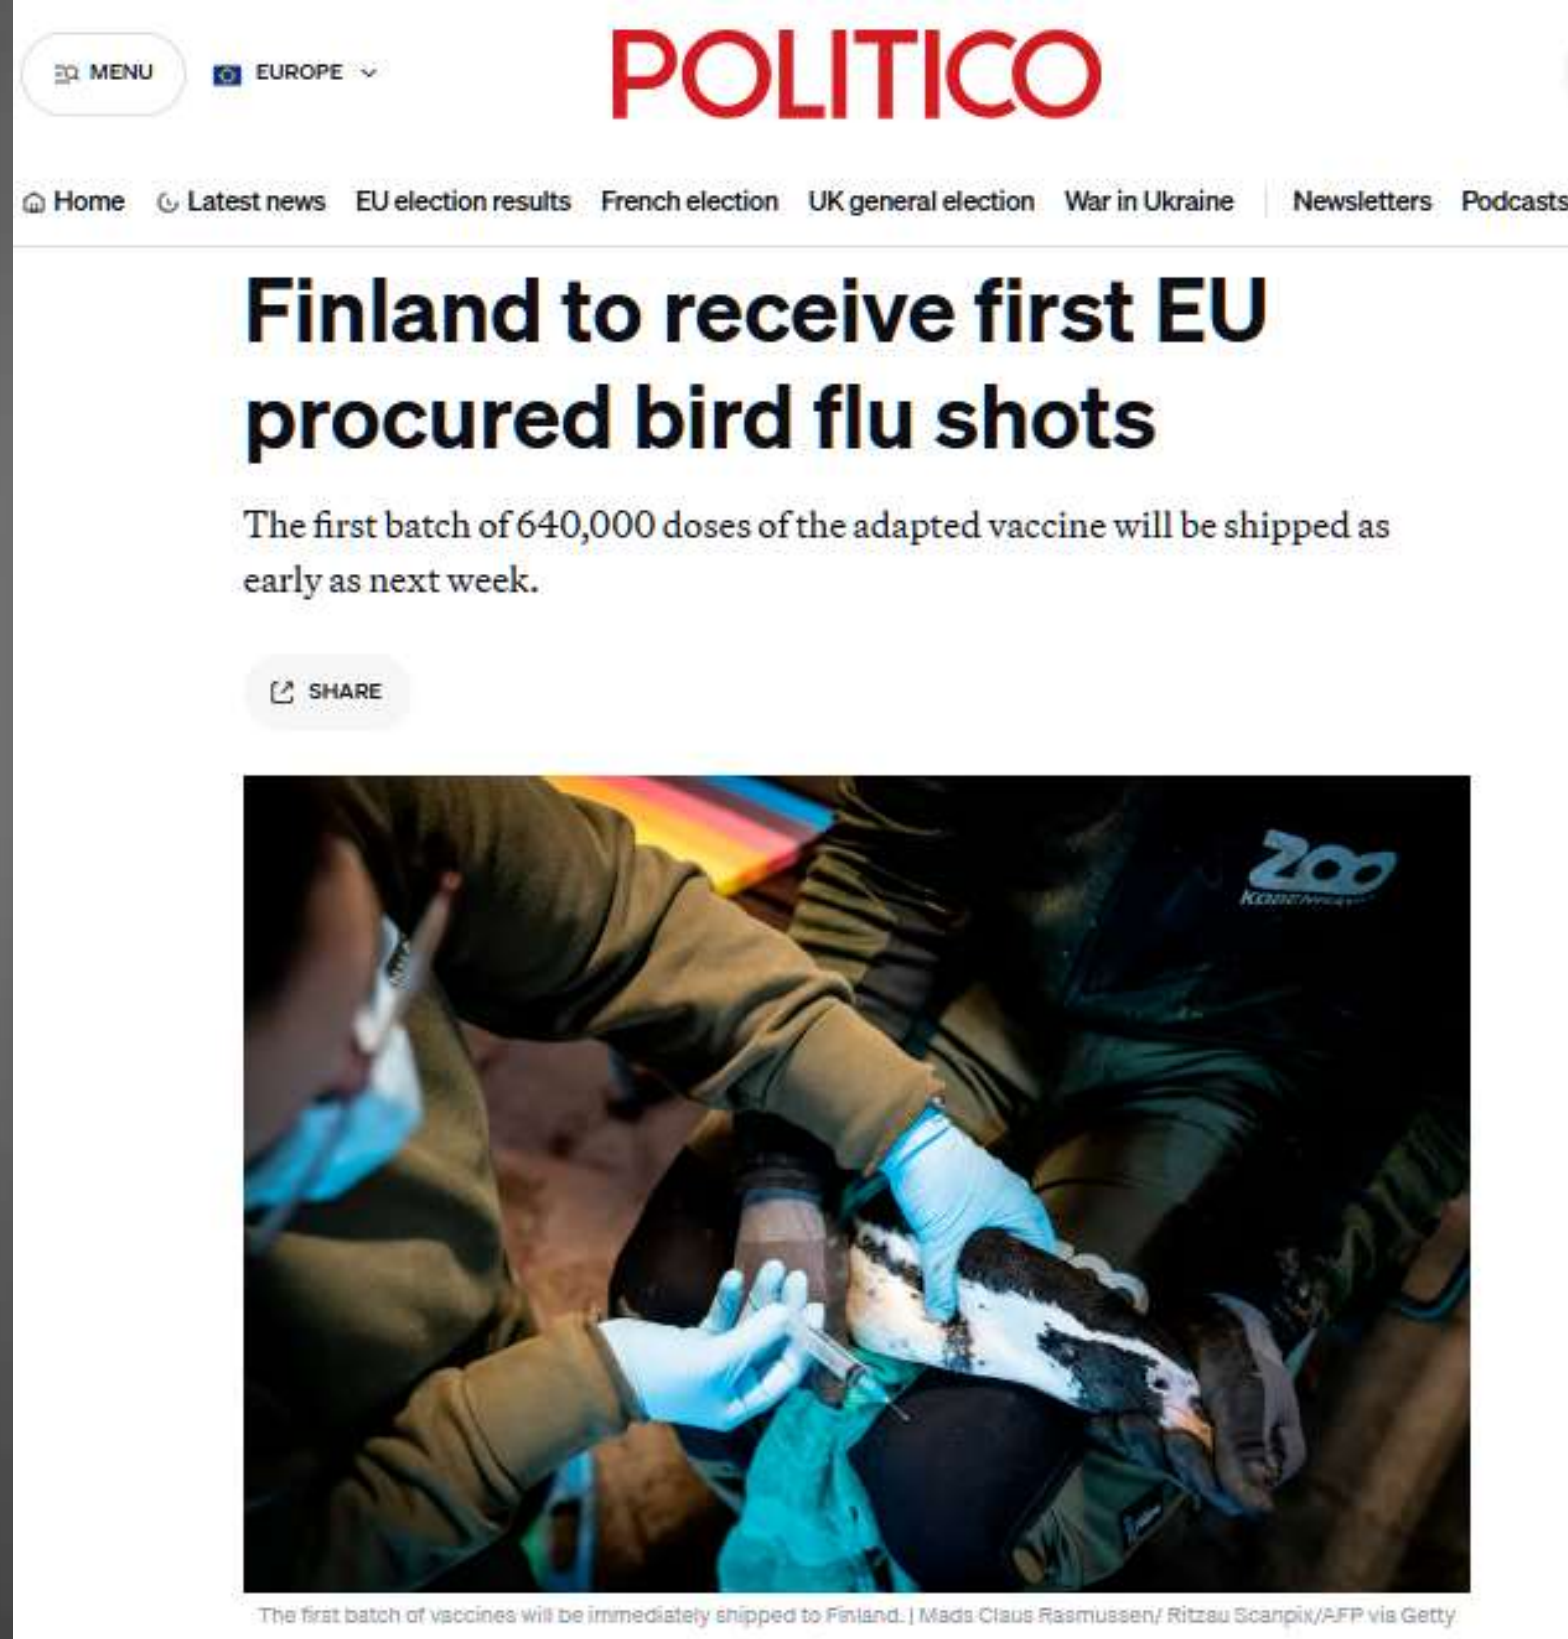 MENU
EUROPE
POLITICO
Home Latest news EU election results French election UK general election War in Ukraine Newsletters Podcasts
Finland to receive first EU
procured bird flu shots
The first batch of 640,000 doses of the adapted vaccine will be shipped as
early as next week.
SHARE
ZOO
The first batch of vaccines will be immediately shipped to Finland. | Mads Claus Rasmussen/ Ritzau Scanpix/AFP via Getty